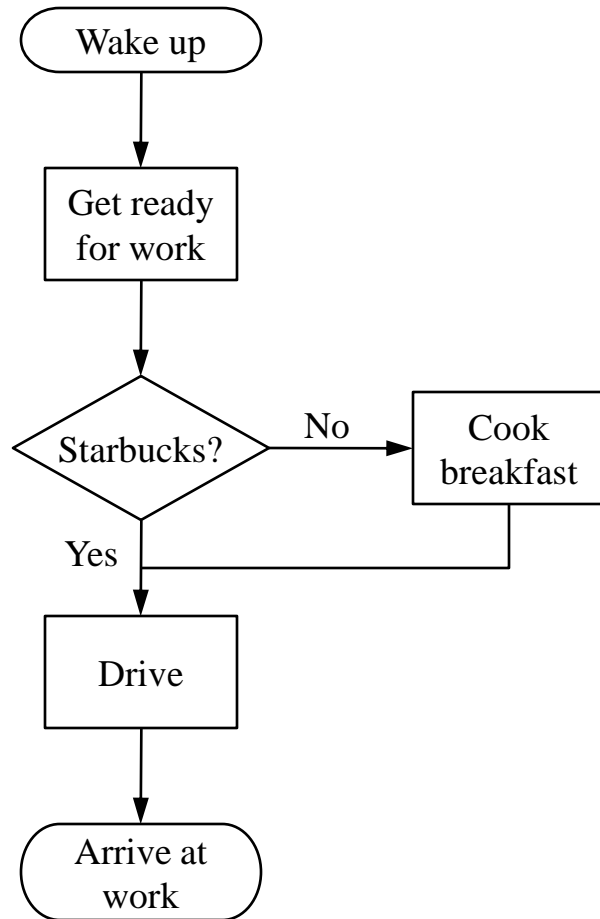 Wake up
Get ready
for work
Starbucks?
No
Cook
breakfast
Yes
Drive
Arrive at
work